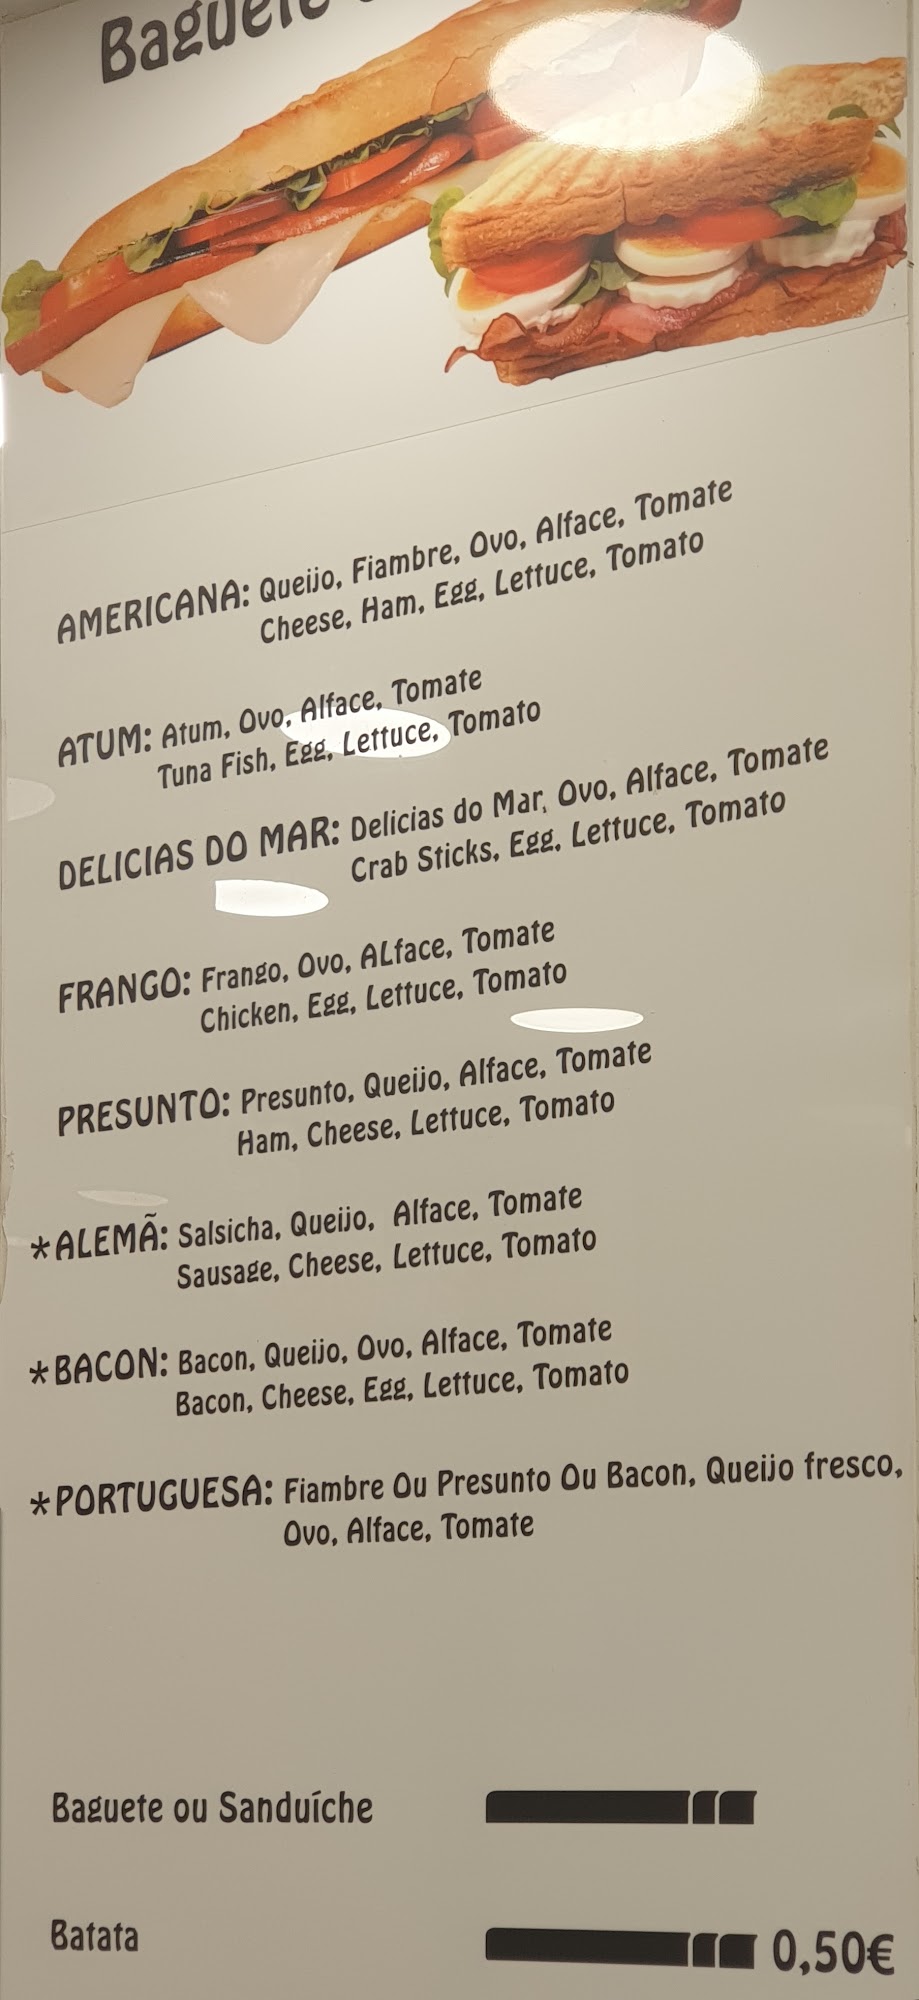 Baguete
AMERICANA: Queijo, Fiambre, Ovo, Alface, Tomate
Cheese, Ham, Egg, Lettuce, Tomato
ATUM: Atum, Ovo, Alface, Tomate
Tuna Fish, Egg, Lettuce, Tomato
DELICIAS DO MAR: Delicias do Mar, Ovo, Alface, Tomate
Crab Sticks, Egg, Lettuce, Tomato
FRANGO: Frango, Ovo, ALface, Tomate
Chicken, Egg, Lettuce, Tomato
PRESUNTO: Presunto, Queijo, Alface, Tomate
Ham, Cheese, Lettuce, Tomato
*ALEMÃ: Salsicha, Queijo, Alface, Tomate
Sausage, Cheese, Lettuce, Tomato
*BACON: Bacon, Queijo, Ovo, Alface, Tomate
Bacon, Cheese, Egg, Lettuce, Tomato
*PORTUGUESA: Fiambre Ou Presunto Ou Bacon, Queijo fresco,
Ovo, Alface, Tomate
Baguete ou Sanduíche
Batata 0,50€